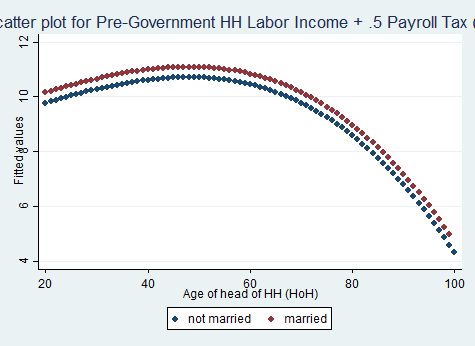 catter plot for Pre-Government HH Labor Income + .5 Payroll Tax (
12
10
6
4
Fitted values
20
40
60
80
100
Age of head of HH (HoH)
not married
married